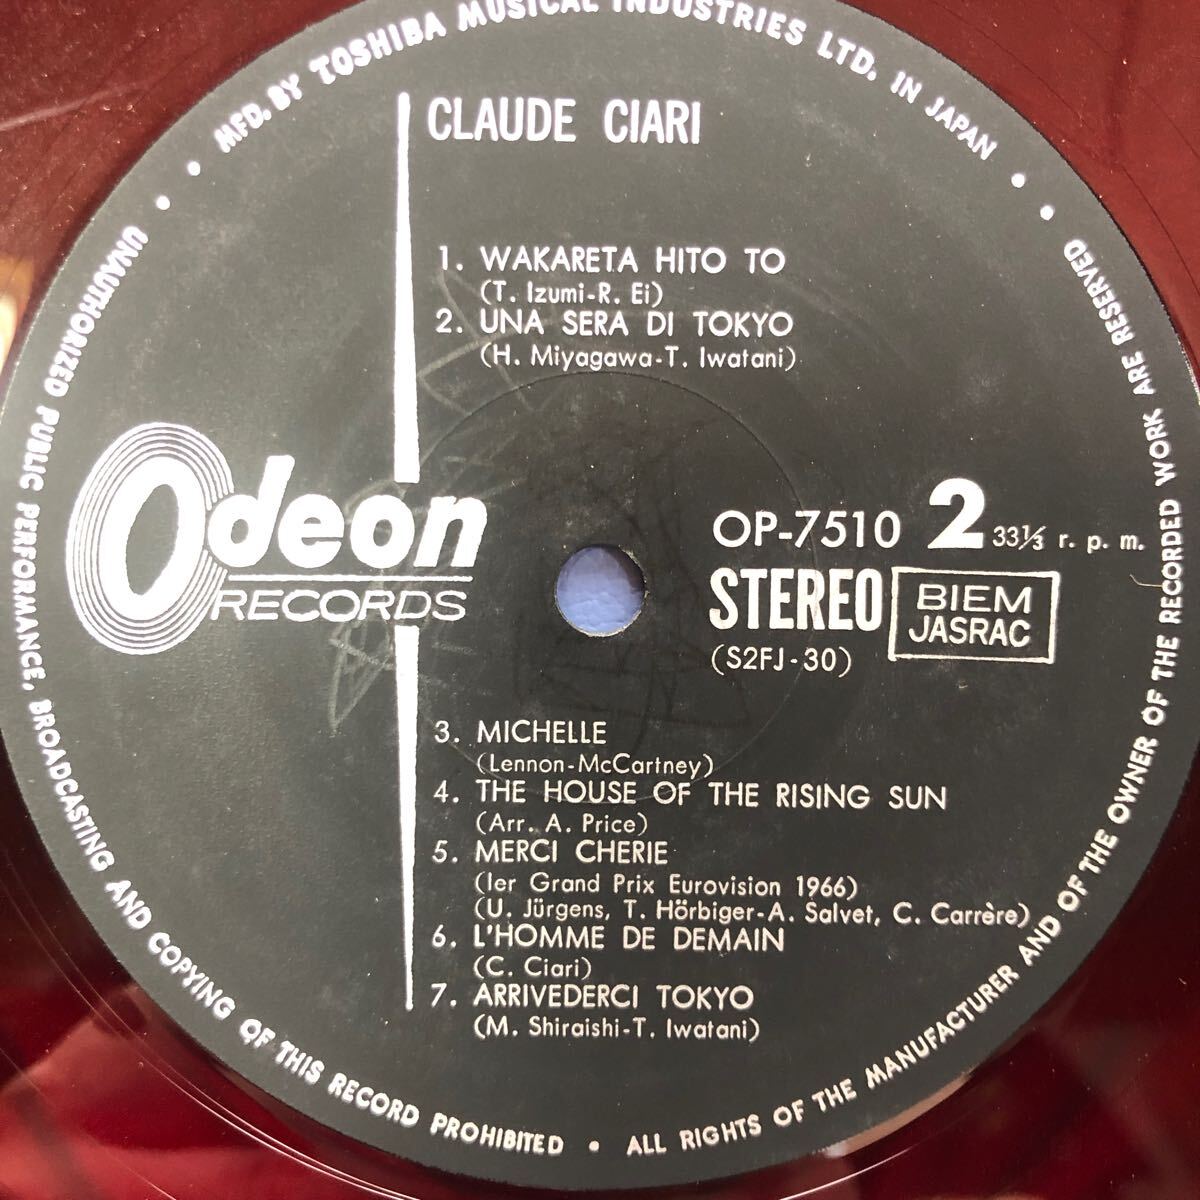 MFD. BY TOSHIBA MUSICAL INDUSTRIES LTD. IN JAPAN
CLAUDE CIARI
1. WAKARETA HITO TO
(T. Izumi-R. Ei)
2. UNA SERA DI TOKYO
(H. Miyagawa-T. Iwatani)
Odeon
RECORDS
OP-7510 2 33⅓ r. p. m.
STEREO
BIEM
JASRAC
(S2FJ-30)
3. MICHELLE
(Lennon-McCartney)
4. THE HOUSE OF THE RISING SUN
(Arr. A. Price)
5. MERCI CHERIE
(ler Grand Prix Eurovision 1966)
(U. Jürgens, T. Hörbiger-A. Salvet, C. Carrère)
6. L'HOMME DE DEMAIN
(C. Ciari)
7. ARRIVEDERCI TOKYO
(M. Shiraishi-T. Iwatani)
UNAUTHORIZED PUBLIC PERFORMANCE, BROADCASTING AND COPYING OF THIS RECORD PROHIBITED • ALL RIGHTS OF THE MANUFACTURER AND OF THE OWNER OF THE RECORDED WORK ARE RESERVED